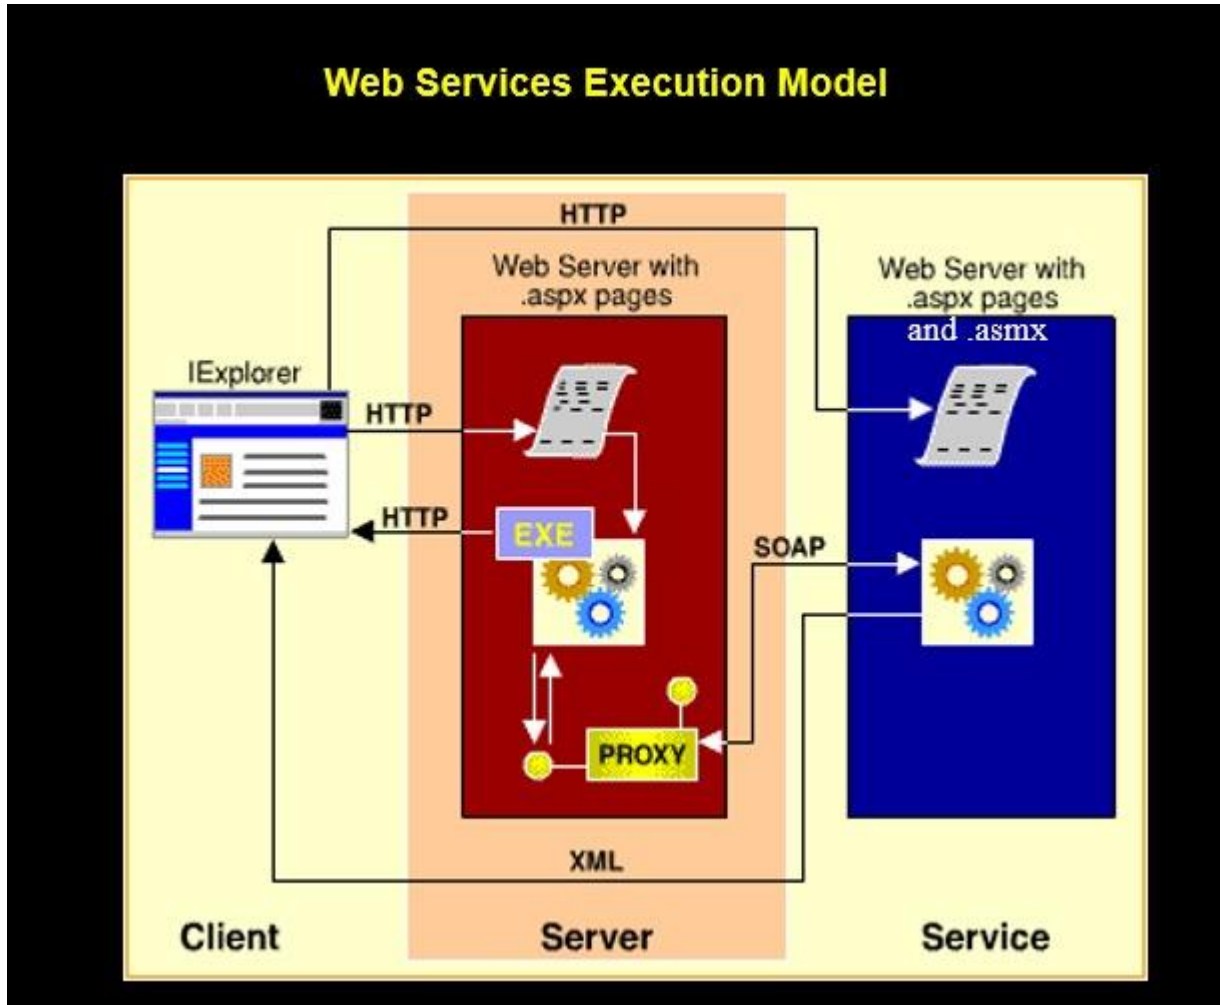 Web Services Execution Model
HTTP
Web Server with
.aspx pages
Web Server with
.aspx pages
and .asmx
IExplorer
HTTP
HTTP
EXE
SOAP
PROXY
XML
Client
Server
Service